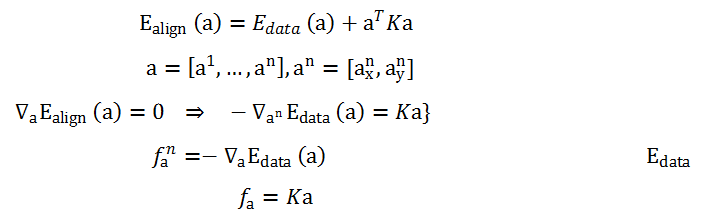 E_align (a) = E_data (a) + a^T Ka
a = [a^1, …, a^n], a^n = [a_x^n, a_y^n]
∇_a E_align (a) = 0 ⇒ − ∇_{a^n} E_data (a) = Ka}
f_a^n = − ∇_a E_data (a) E_data
f_a = Ka